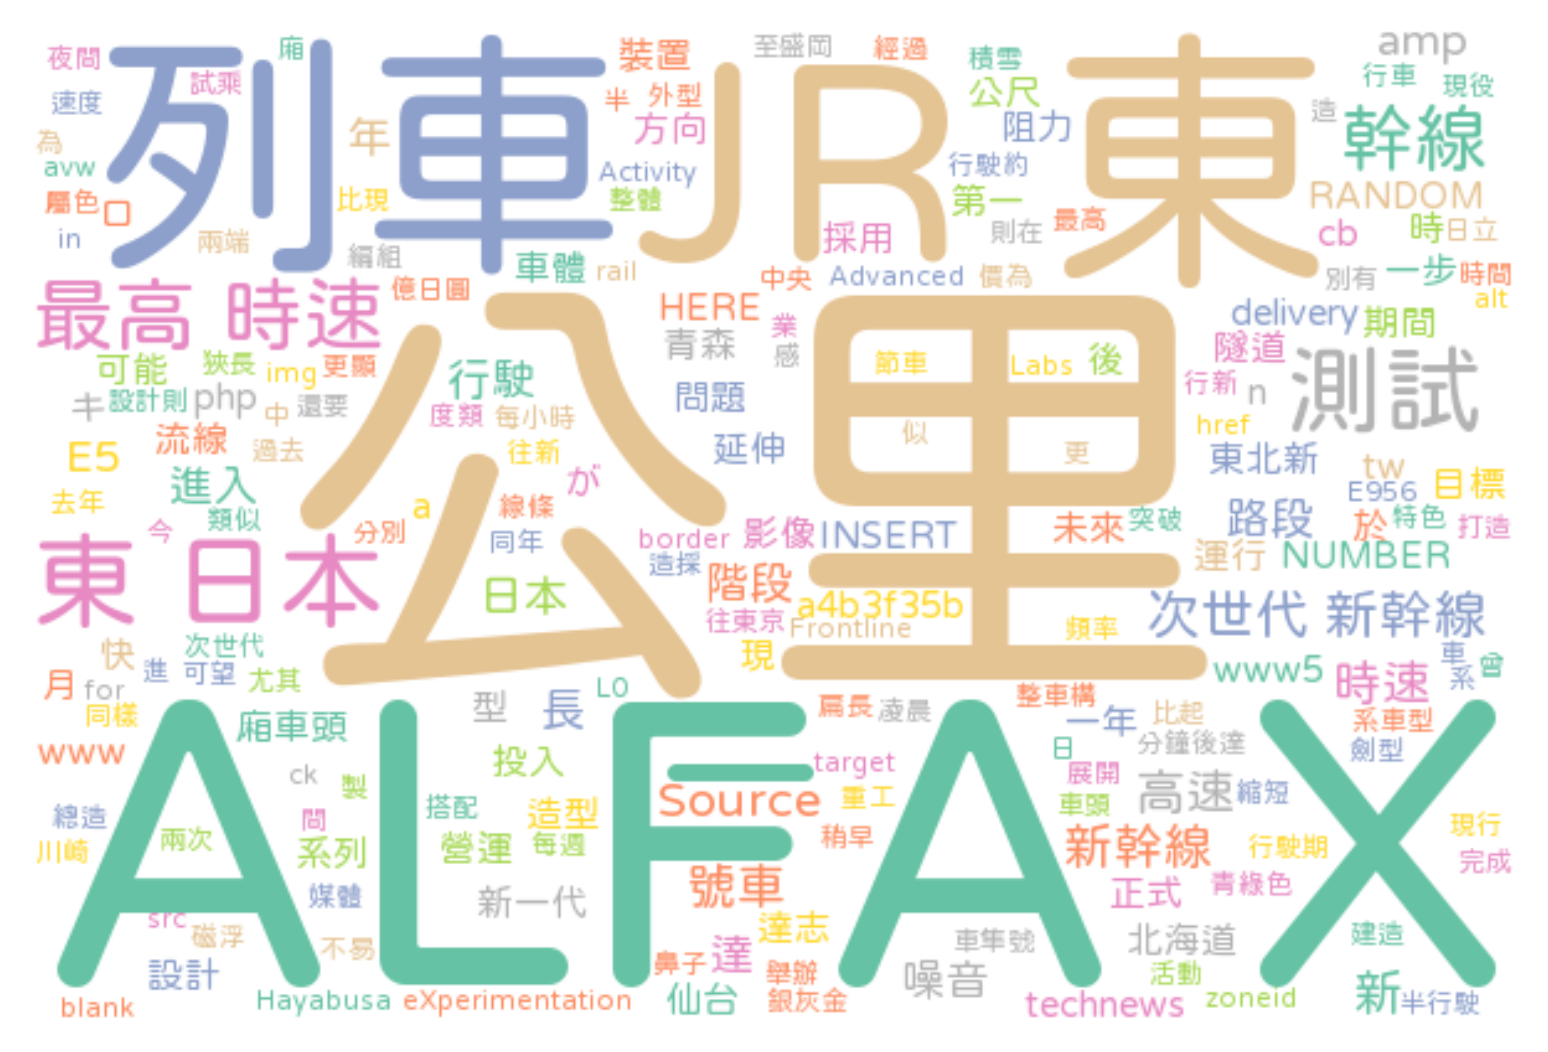 夜間 廂 裝置 至盛岡 經過 積雪 amp
列車 JR 東
試乘 速度 年 半 外型 方向 公尺 阻力 行車 現役 造 幹線
為 avw 比現 Activity 整體 行駛約 第一 RANDOM
屬色 口 in 兩端 編組 車體 rail 採用 則在 最高 cb 時 日立
最高 時速 億日圓 中央 Advanced 價為 別有 一步 時間 alt
HERE 業 感 青森 delivery 期間
公里
可能 狹長 img 更顯 行駛 問題 節車 Labs 後 隧道 行新 n 測試
キ 設計則 php 中 還要 度類 每小時 href
E5 流線 過去 往新 延伸 似 更 東北新 tw
去年 進入 類似 a 線條 が E956 目標
今 分別 同年 border 影像 INSERT 未來 突破 路段 於 特色 打造
東 日本 日本 造採 階段 運行 NUMBER
次世代 往東京 a4b3f35b Frontline 頻率 次世代 新幹線
快 進 可望 尤其 現 www5 時速 車 系 曾
月 for 同樣 型 長 L0 扁長 凌晨 整車構 一年 比起 系車型
ALFAX
www 廂車頭 投入 target 日 分鐘後達 劍型
ck 製 搭配 造型 Source 重工 展開 車頭 高速 縮短
總造 川崎 兩次 間 系列 營運 每週 稍早 新幹線 行駛期 現行 完成
媒體 新一代 號車 正式 青綠色
src 磁浮 不易 達志 車隼號 北海道 建造
設計 鼻子 達 舉辦 噪音 活動 新
blank Hayabusa eXperimentation 仙台 銀灰金 technews zoneid 半行駛